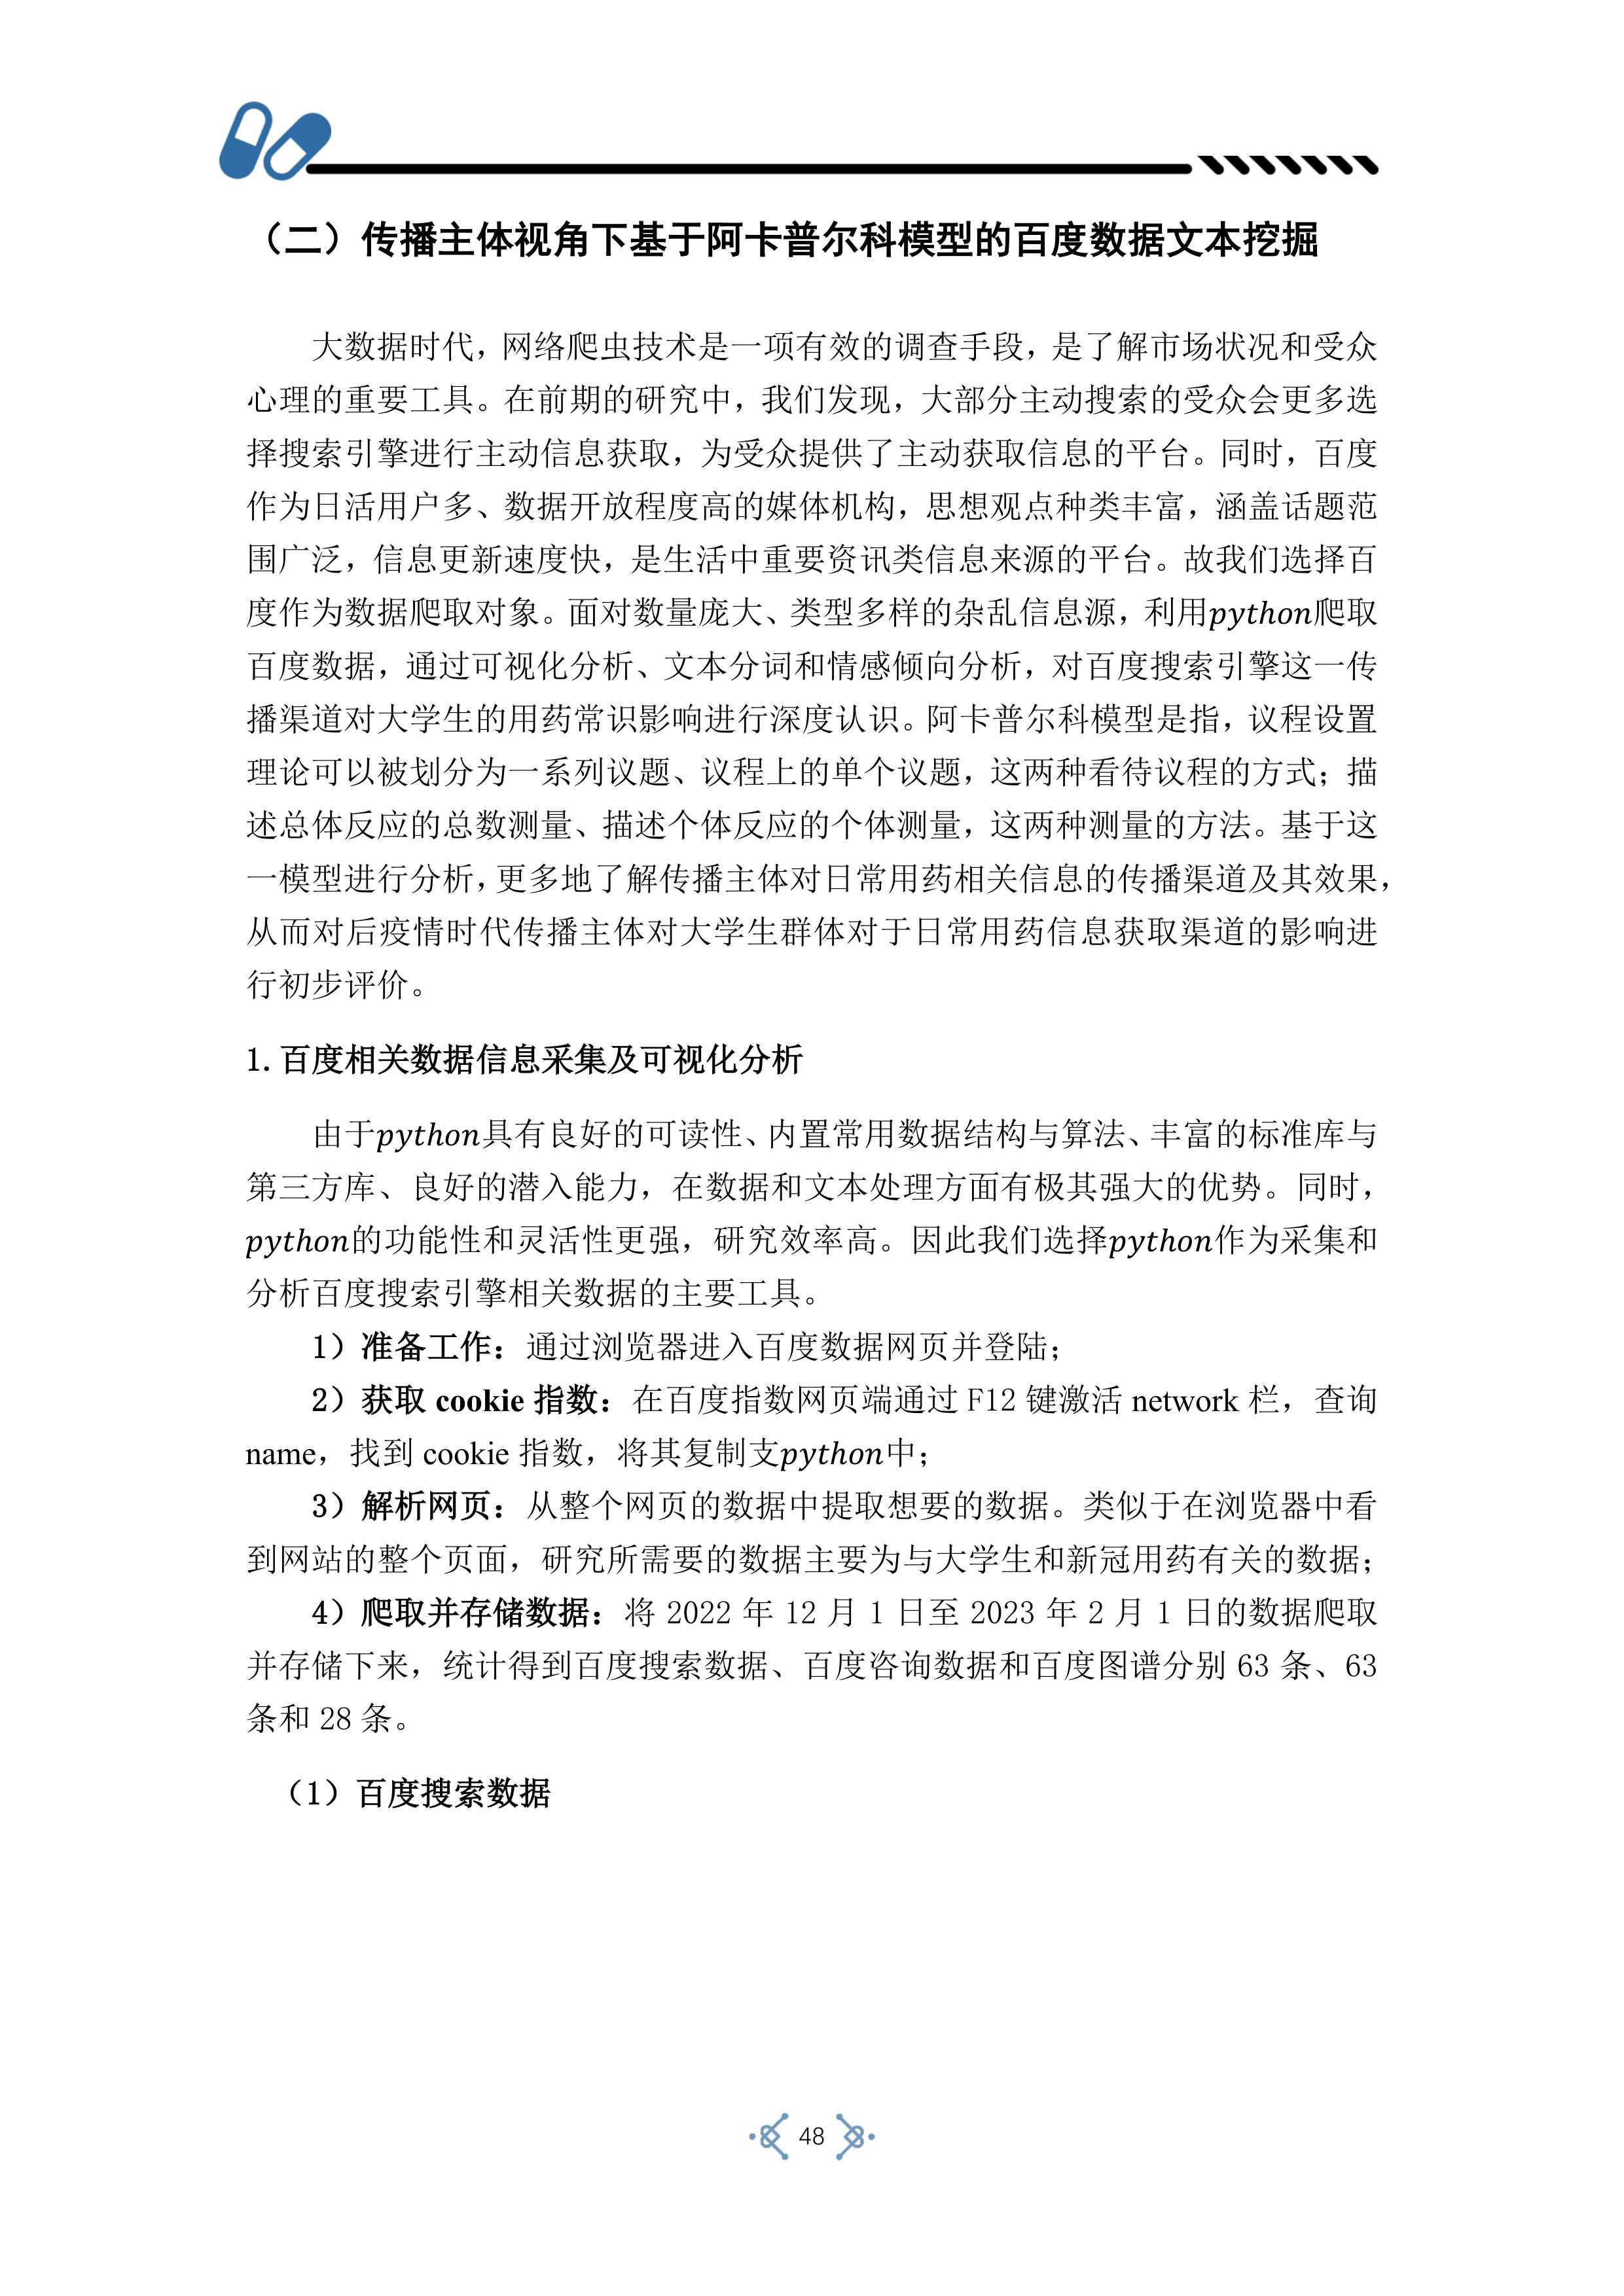 （二）传播主体视角下基于阿卡普尔科模型的百度数据文本挖掘
大数据时代，网络爬虫技术是一项有效的调查手段，是了解市场状况和受众
心理的重要工具。在前期的研究中，我们发现，大部分主动搜索的受众会更多选
择搜索引擎进行主动信息获取，为受众提供了主动获取信息的平台。同时，百度
作为日活用户多、数据开放程度高的媒体机构，思想观点种类丰富，涵盖话题范
围广泛，信息更新速度快，是生活中重要资讯类信息来源的平台。故我们选择百
度作为数据爬取对象。面对数量庞大、类型多样的杂乱信息源，利用python爬取
百度数据，通过可视化分析、文本分词和情感倾向分析，对百度搜索引擎这一传
播渠道对大学生的用药常识影响进行深度认识。阿卡普尔科模型是指，议程设置
理论可以被划分为一系列议题、议程上的单个议题，这两种看待议程的方式；描
述总体反应的总数测量、描述个体反应的个体测量，这两种测量的方法。基于这
一模型进行分析，更多地了解传播主体对日常用药相关信息的传播渠道及其效果，
从而对后疫情时代传播主体对大学生群体对于日常用药信息获取渠道的影响进
行初步评价。
1. 百度相关数据信息采集及可视化分析
由于python具有良好的可读性、内置常用数据结构与算法、丰富的标准库与
第三方库、良好的潜入能力，在数据和文本处理方面有极其强大的优势。同时，
python的功能性和灵活性更强，研究效率高。因此我们选择python作为采集和
分析百度搜索引擎相关数据的主要工具。
1）准备工作：通过浏览器进入百度数据网页并登陆；
2）获取 cookie 指数：在百度指数网页端通过 F12 键激活 network 栏，查询
name，找到 cookie 指数，将其复制支python中；
3）解析网页：从整个网页的数据中提取想要的数据。类似于在浏览器中看
到网站的整个页面，研究所需要的数据主要为与大学生和新冠用药有关的数据；
4）爬取并存储数据：将 2022 年 12 月 1 日至 2023 年 2 月 1 日的数据爬取
并存储下来，统计得到百度搜索数据、百度咨询数据和百度图谱分别 63 条、63
条和 28 条。
（1）百度搜索数据
48